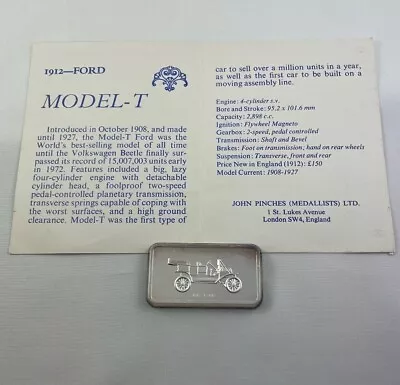 1912—FORD
MODEL-T
Introduced in October 1908, and made
until 1927, the Model-T Ford was the
World's best-selling model of all time
until the Volkswagen Beetle finally sur-
passed its record of 15,007,003 units early
in 1972. Features included a big, lazy
four-cylinder engine with detachable
cylinder head, a foolproof two-speed
pedal-controlled planetary transmission,
transverse springs capable of coping with
the worst surfaces, and a high ground
clearance. Model-T was the first type of
car to sell over a million units in a year,
as well as the first car to be built on a
moving assembly line.
Engine: 4-cylinder s.v.
Bore and Stroke: 95.2 x 101.6 mm
Capacity: 2,898 c.c.
Ignition: Flywheel Magneto
Gearbox: 2-speed, pedal controlled
Transmission: Shaft and Bevel
Brakes: Foot on transmission; hand on rear wheels
Suspension: Transverse, front and rear
Price New in England (1912): £150
Model Current: 1908-1927
JOHN PINCHES (MEDALLISTS) LTD.
1 St. Lukes Avenue
London SW4, England